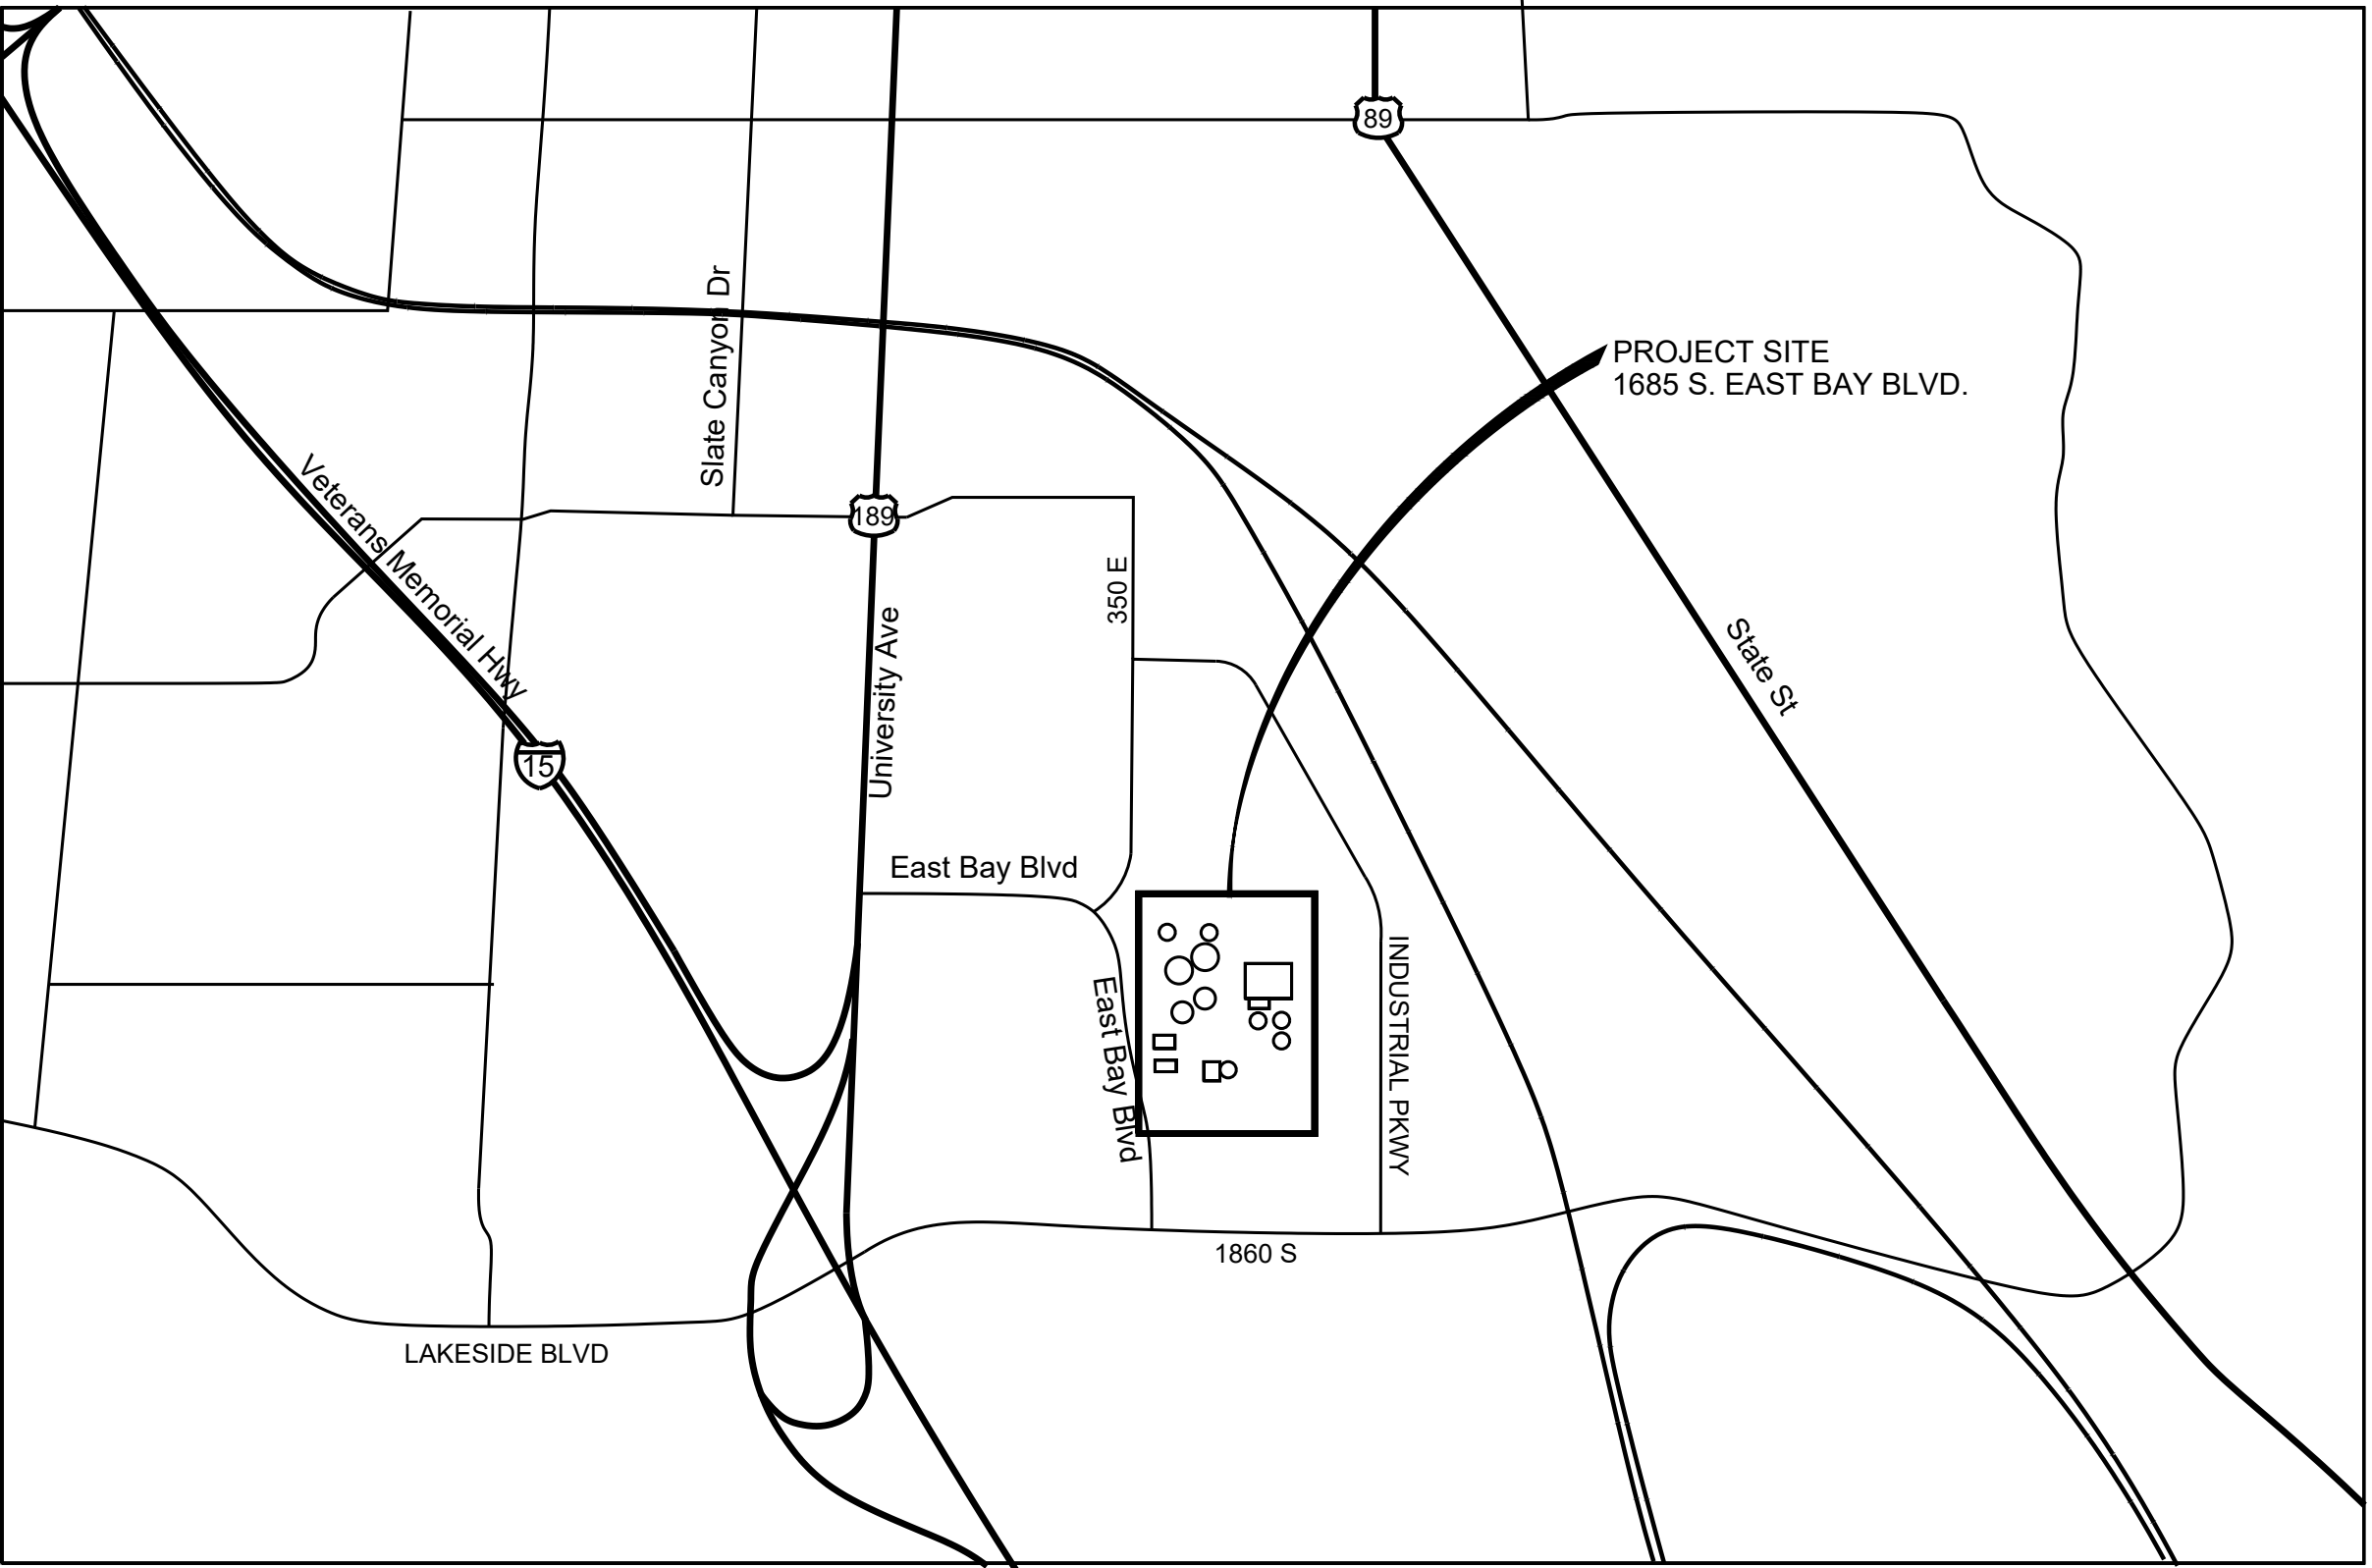 89
Slate Canyon Dr
PROJECT SITE
1685 S. EAST BAY BLVD.
Veterans Memorial Hwy
189
350 E
University Ave
State St
15
East Bay Blvd
East Bay Blvd
INDUSTRIAL PKWY
1860 S
LAKESIDE BLVD